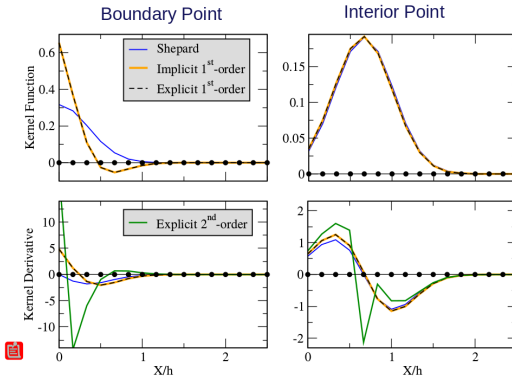 Boundary Point
Interior Point
Kernel Function
0.6
0.4
0.2
0
Shepard
Implicit 1st-order
Explicit 1st-order
0.15
0.1
0.05
0
Kernel Derivative
10
5
0
-5
-10
Explicit 2nd-order
0
1
2
X/h
2
1
0
-1
-2
0
1
2
X/h